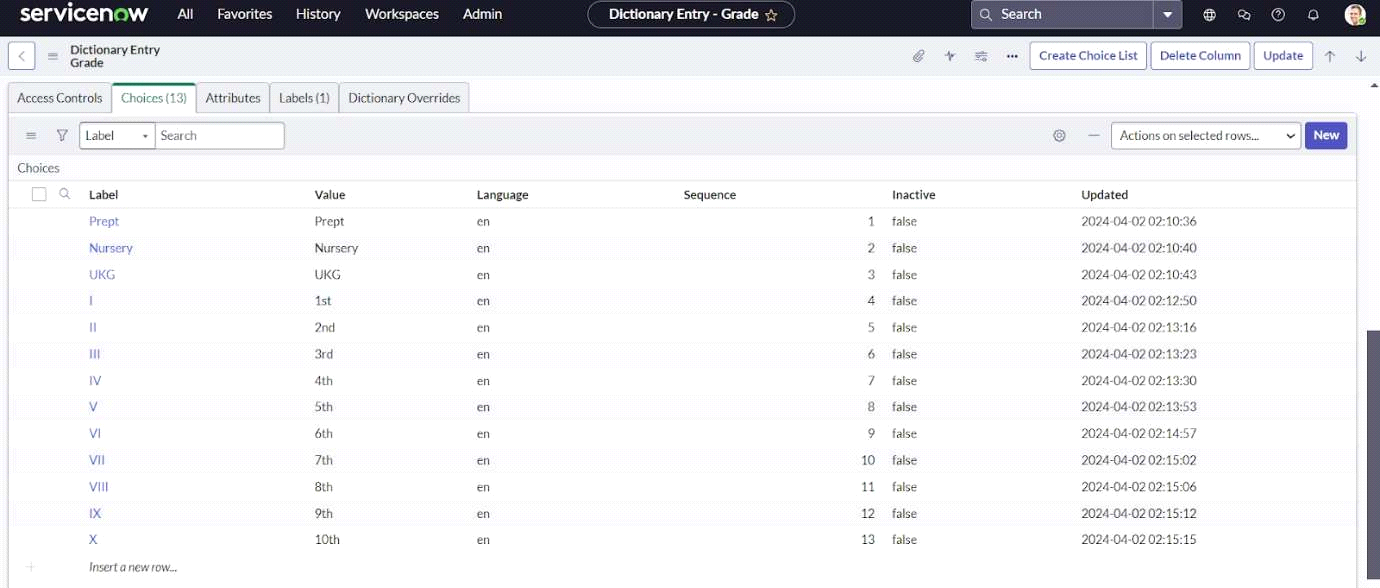 servicenow All Favorites History Workspaces Admin Dictionary Entry - Grade Search
Dictionary Entry
Grade
Create Choice List Delete Column Update
Access Controls Choices (13) Attributes Labels (1) Dictionary Overrides
Label Search Actions on selected rows... New
Choices
Label Value Language Sequence Inactive Updated
Prept Prept en 1 false 2024-04-02 02:10:36
Nursery Nursery en 2 false 2024-04-02 02:10:40
UKG UKG en 3 false 2024-04-02 02:10:43
I 1st en 4 false 2024-04-02 02:12:50
II 2nd en 5 false 2024-04-02 02:13:16
III 3rd en 6 false 2024-04-02 02:13:23
IV 4th en 7 false 2024-04-02 02:13:30
V 5th en 8 false 2024-04-02 02:13:53
VI 6th en 9 false 2024-04-02 02:14:57
VII 7th en 10 false 2024-04-02 02:15:02
VIII 8th en 11 false 2024-04-02 02:15:06
IX 9th en 12 false 2024-04-02 02:15:12
X 10th en 13 false 2024-04-02 02:15:15
Insert a new row...